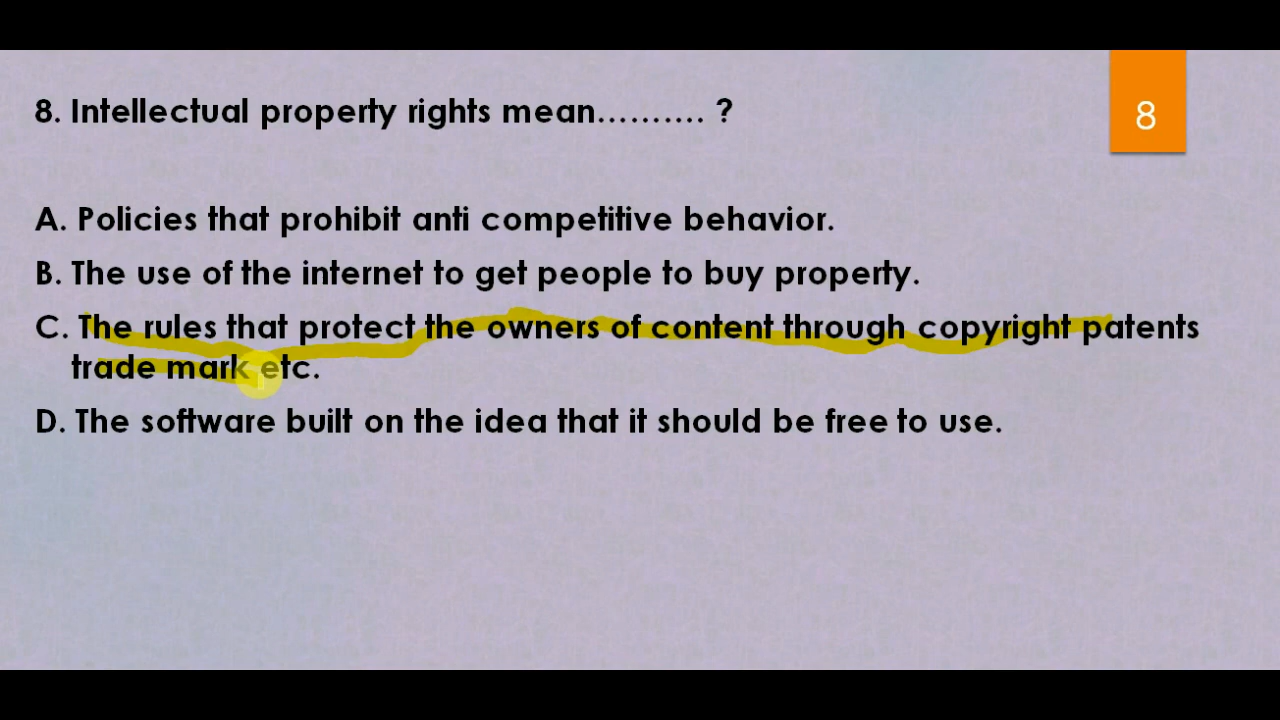 8. Intellectual property rights mean.......... ?
8
A. Policies that prohibit anti competitive behavior.
B. The use of the internet to get people to buy property.
C. The rules that protect the owners of content through copyright patents
trade mark etc.
D. The software built on the idea that it should be free to use.